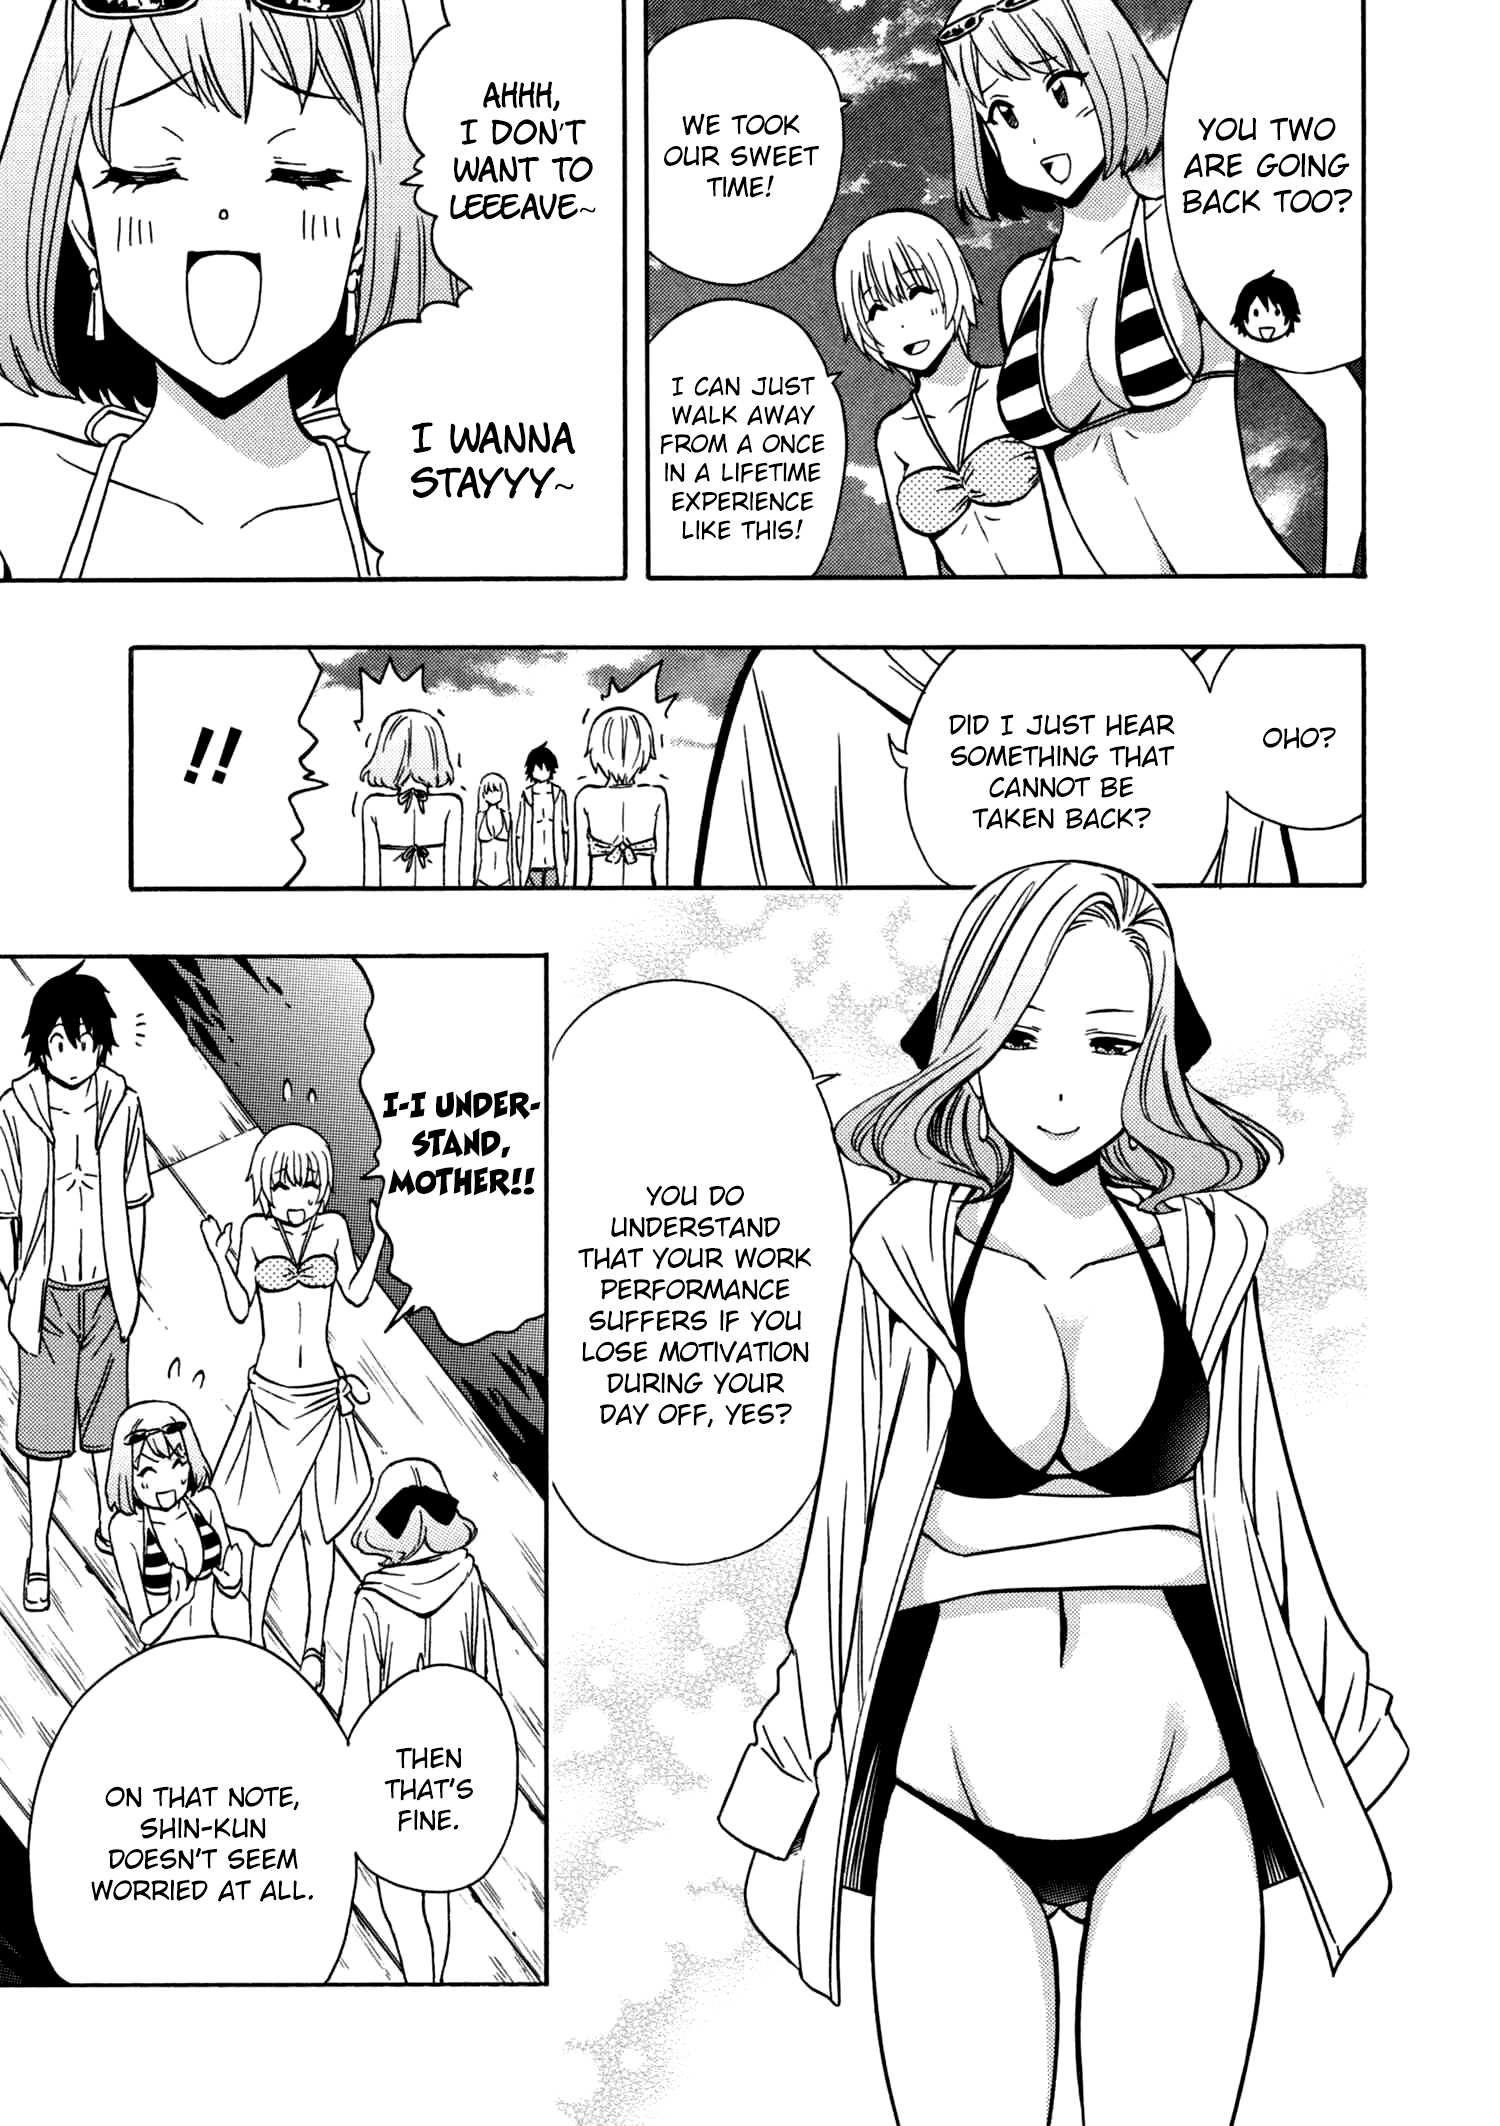 YOU TWO
ARE GOING
BACK TOO?
WE TOOK
OUR SWEET
TIME!
I CAN JUST
WALK AWAY
FROM A ONCE
IN A LIFETIME
EXPERIENCE
LIKE THIS!
AHHH,
I DON'T
WANT TO
LEEEAVE~
I WANNA
STAYYY~
OHO?
DID I JUST HEAR
SOMETHING THAT
CANNOT BE
TAKEN BACK?
!!
YOU DO
UNDERSTAND
THAT YOUR WORK
PERFORMANCE
SUFFERS IF YOU
LOSE MOTIVATION
DURING YOUR
DAY OFF, YES?
I-I UNDER-
STAND,
MOTHER!!
THEN
THAT'S
FINE.
ON THAT NOTE,
SHIN-KUN
DOESN'T SEEM
WORRIED AT ALL.